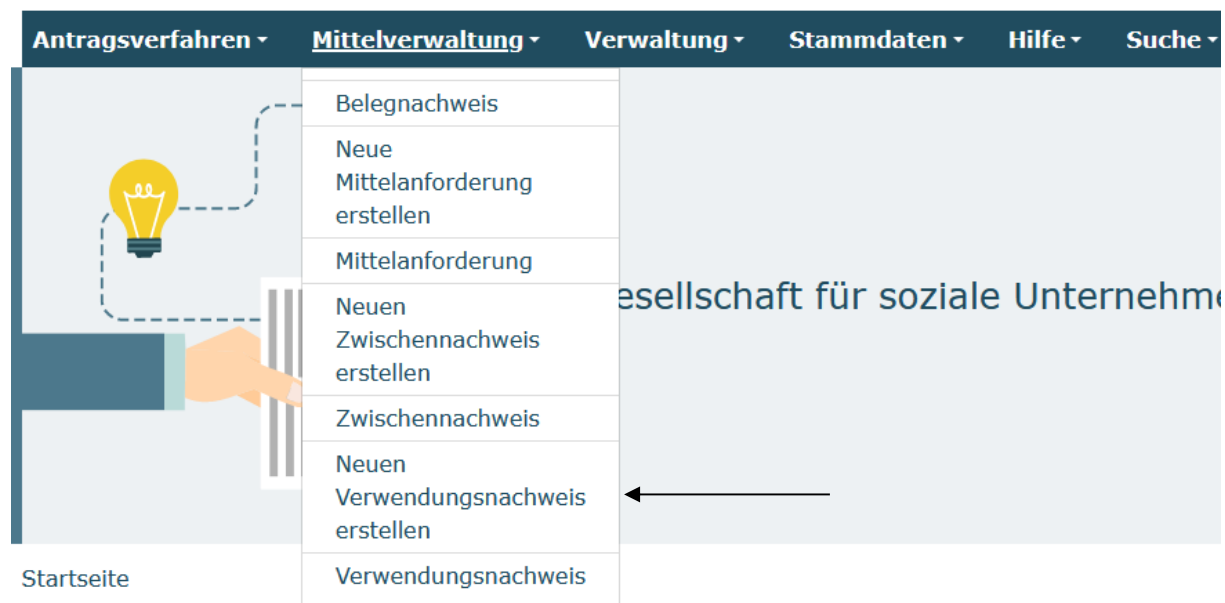 Antragsverfahren Mittelverwaltung Verwaltung Stammdaten Hilfe Suche
Belegnachweis
Neue
Mittelanforderung
erstellen
Mittelanforderung
Neuen
Zwischennachweis
erstellen
Zwischennachweis
Neuen
Verwendungsnachweis
erstellen
Verwendungsnachweis
esellschaft für soziale Unternehme
Startseite